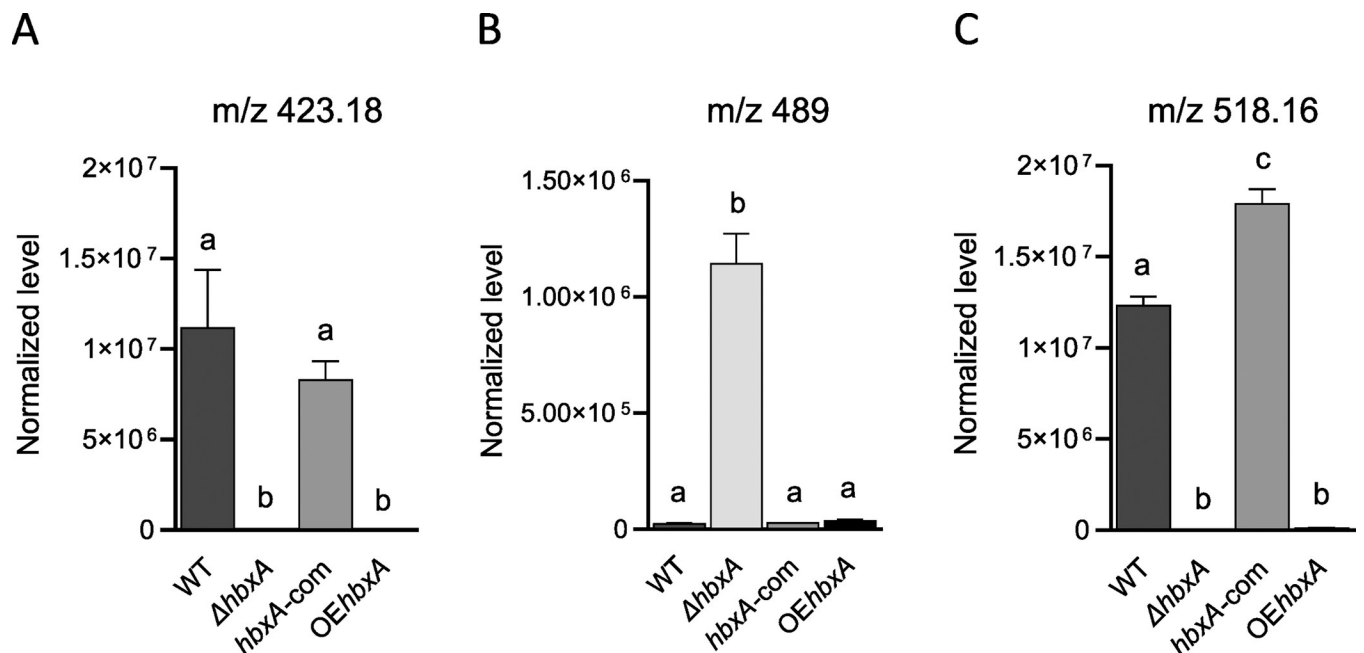 A
m/z 423.18
Normalized level
2×10⁷
1.5×10⁷
1×10⁷
5×10⁶
0
a
b
a
b
WT
ΔhbxA
hbxA-com
OEhbxA
B
m/z 489
Normalized level
1.50×10⁶
1.00×10⁶
5.00×10⁵
0
a
b
a
a
WT
ΔhbxA
hbxA-com
OEhbxA
C
m/z 518.16
Normalized level
2×10⁷
1.5×10⁷
1×10⁷
5×10⁶
0
a
b
c
b
WT
ΔhbxA
hbxA-com
OEhbxA